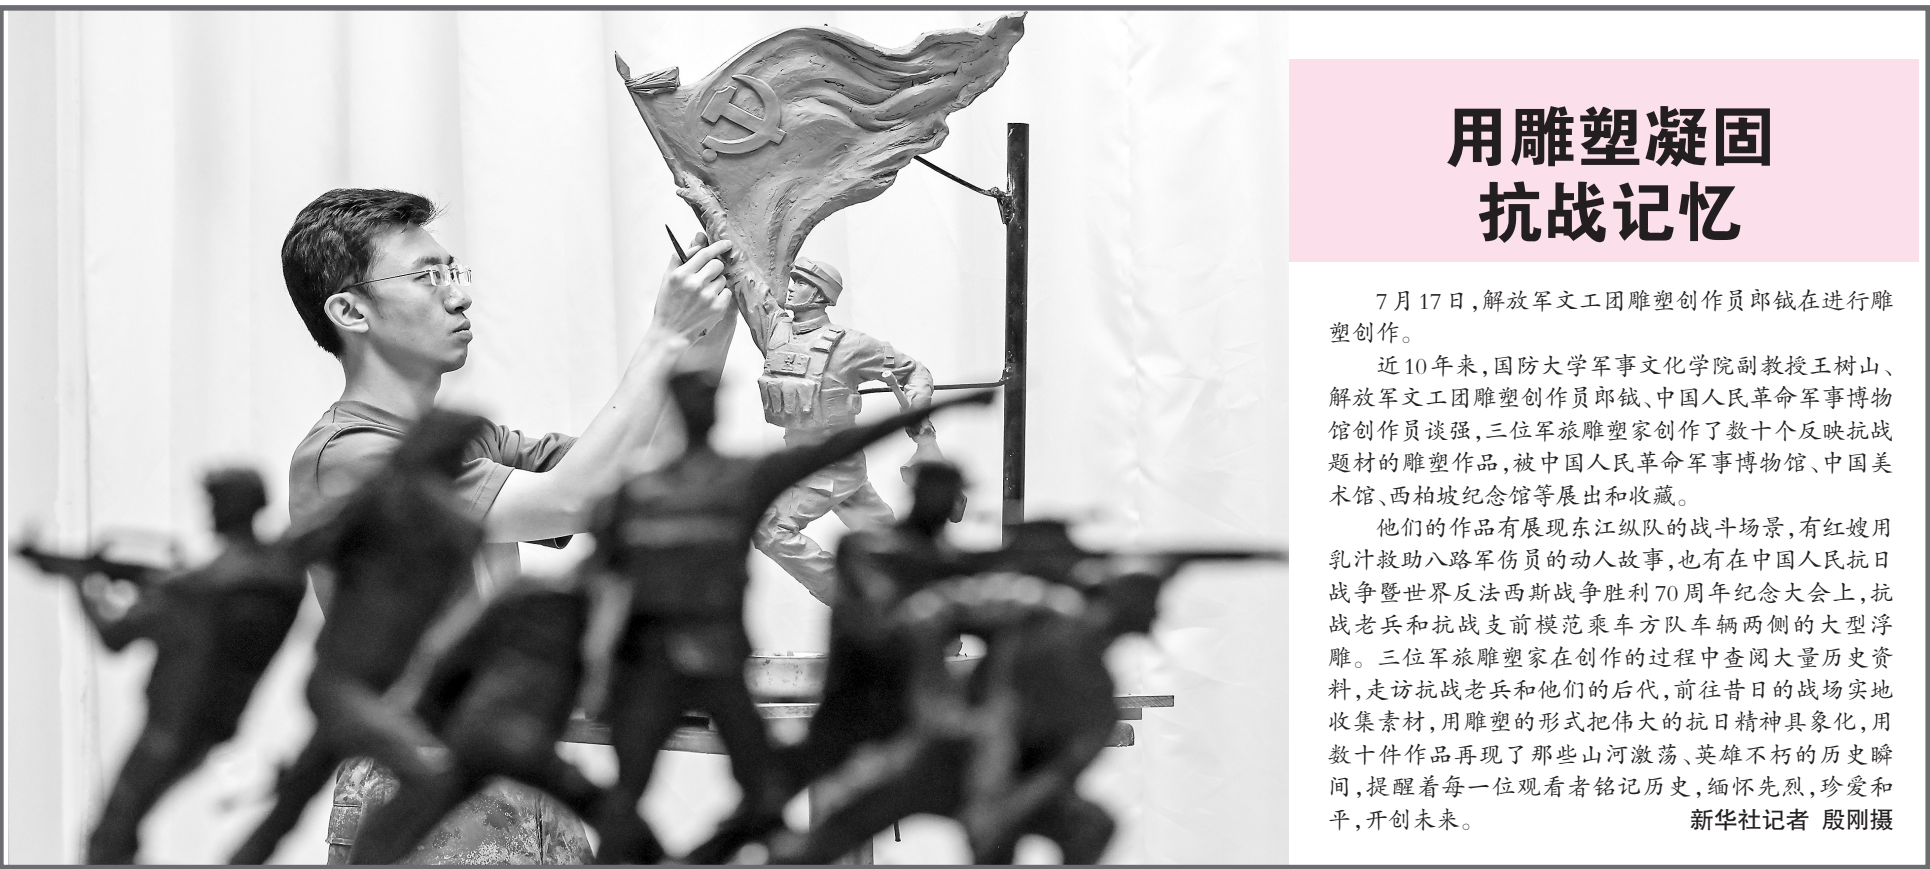 用雕塑凝固
抗战记忆
7月17日,解放军文工团雕塑创作员郎钺在进行雕
塑创作。
近10年来,国防大学军事文化学院副教授王树山、
解放军文工团雕塑创作员郎钺、中国人民革命军事博物
馆创作员谈强,三位军旅雕塑家创作了数十个反映抗战
题材的雕塑作品,被中国人民革命军事博物馆、中国美
术馆、西柏坡纪念馆等展出和收藏。
他们的作品有展现东江纵队的战斗场景,有红嫂用
乳汁救助八路军伤员的动人故事,也有在中国人民抗日
战争暨世界反法西斯战争胜利70周年纪念大会上,抗
战老兵和抗战支前模范乘车方队车辆两侧的大型浮
雕。三位军旅雕塑家在创作的过程中查阅大量历史资
料,走访抗战老兵和他们的后代,前往昔日的战场实地
收集素材,用雕塑的形式把伟大的抗日精神具象化,用
数十件作品再现了那些山河激荡、英雄不朽的历史瞬
间,提醒着每一位观看者铭记历史,缅怀先烈,珍爱和
平,开创未来。 新华社记者 殷刚摄